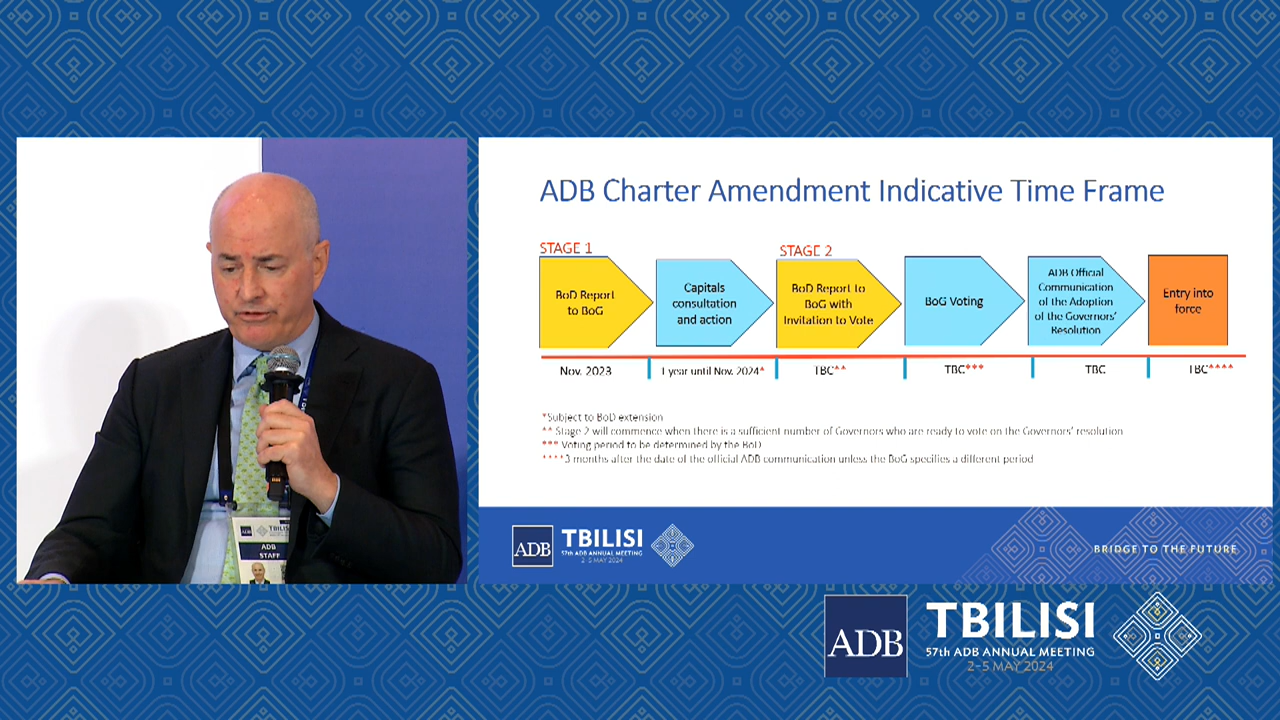 ADB Charter Amendment Indicative Time Frame
STAGE 1
STAGE 2
BoD Report
to BoG
Capitals
consultation
and action
BoD Report to
BoG with
Invitation to Vote
BoG Voting
ADB Official
Communication
of the Adoption
of the Governors'
Resolution
Entry into
force
Nov. 2023
1 year until Nov. 2024*
TBC**
TBC***
TBC
TBC****
*Subject to BoD extension
** Stage 2 will commence when there is a sufficient number of Governors who are ready to vote on the Governors' resolution
*** Voting period to be determined by the BoD
****3 months after the date of the official ADB communication unless the BoG specifies a different period
ADB
TBILISI
57th ADB ANNUAL MEETING
2-5 MAY 2024
BRIDGE TO THE FUTURE
ADB
TBILISI
ADB
STAFF
ADB
TBILISI
57th ADB ANNUAL MEETING
2-5 MAY 2024